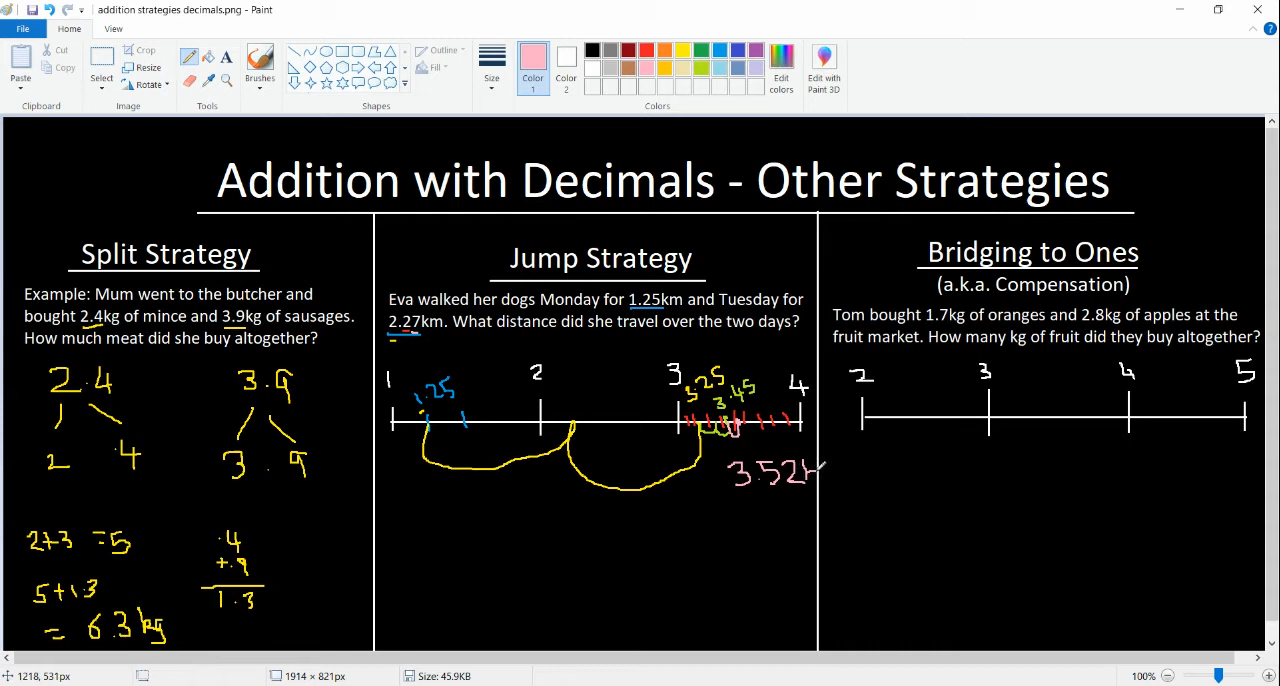 addition strategies decimals.png - Paint
File Home View
Paste
Cut
Copy
Clipboard
Select
Crop
Resize
Rotate
Image
Tools
Brushes
Shapes
Outline
Fill
Size
Color 1
Color 2
Edit colors
Colors
Edit with Paint 3D
Addition with Decimals - Other Strategies
Split Strategy
Example: Mum went to the butcher and
bought 2.4kg of mince and 3.9kg of sausages.
How much meat did she buy altogether?
2.4 3.9
2 .4 3 .9
2+3 =5
.4
+.9
1.3
5+1.3
= 6.3kg
Jump Strategy
Eva walked her dogs Monday for 1.25km and Tuesday for
2.27km. What distance did she travel over the two days?
1 2 3 4
1.25 3.25
3.45
3.52k
Bridging to Ones
(a.k.a. Compensation)
Tom bought 1.7kg of oranges and 2.8kg of apples at the
fruit market. How many kg of fruit did they buy altogether?
2 3 4 5
1218, 531px
1914 × 821px
Size: 45.9KB
100%